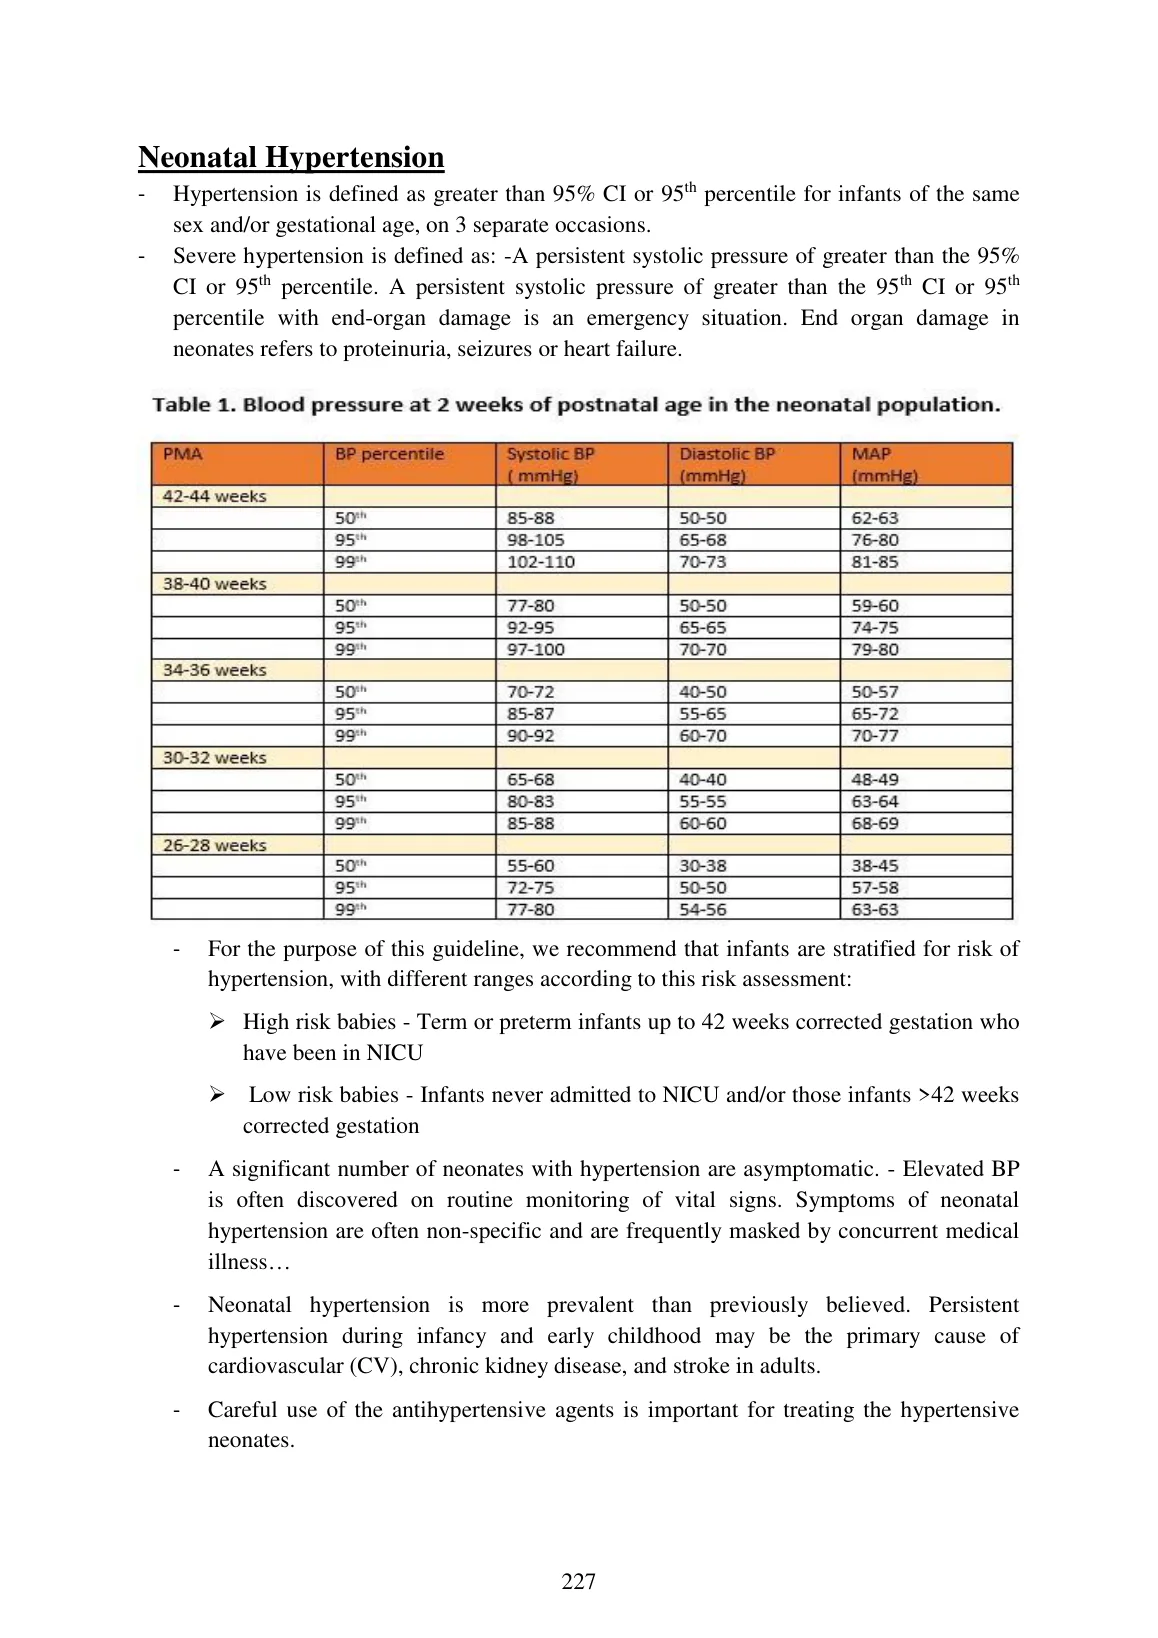 Neonatal Hypertension
- Hypertension is defined as greater than 95% CI or 95th percentile for infants of the same
sex and/or gestational age, on 3 separate occasions.
- Severe hypertension is defined as: -A persistent systolic pressure of greater than the 95%
CI or 95th percentile. A persistent systolic pressure of greater than the 95th CI or 95th
percentile with end-organ damage is an emergency situation. End organ damage in
neonates refers to proteinuria, seizures or heart failure.
Table 1. Blood pressure at 2 weeks of postnatal age in the neonatal population.
PMA BP percentile Systolic BP ( mmHg) Diastolic BP (mmHg) MAP (mmHg)
42-44 weeks
50th 85-88 50-50 62-63
95th 98-105 65-68 76-80
99th 102-110 70-73 81-85
38-40 weeks
50th 77-80 50-50 59-60
95th 92-95 65-65 74-75
99th 97-100 70-70 79-80
34-36 weeks
50th 70-72 40-50 50-57
95th 85-87 55-65 65-72
99th 90-92 60-70 70-77
30-32 weeks
50th 65-68 40-40 48-49
95th 80-83 55-55 63-64
99th 85-88 60-60 68-69
26-28 weeks
50th 55-60 30-38 38-45
95th 72-75 50-50 57-58
99th 77-80 54-56 63-63
- For the purpose of this guideline, we recommend that infants are stratified for risk of
hypertension, with different ranges according to this risk assessment:
➢ High risk babies - Term or preterm infants up to 42 weeks corrected gestation who
have been in NICU
➢ Low risk babies - Infants never admitted to NICU and/or those infants >42 weeks
corrected gestation
- A significant number of neonates with hypertension are asymptomatic. - Elevated BP
is often discovered on routine monitoring of vital signs. Symptoms of neonatal
hypertension are often non-specific and are frequently masked by concurrent medical
illness…
- Neonatal hypertension is more prevalent than previously believed. Persistent
hypertension during infancy and early childhood may be the primary cause of
cardiovascular (CV), chronic kidney disease, and stroke in adults.
- Careful use of the antihypertensive agents is important for treating the hypertensive
neonates.
227